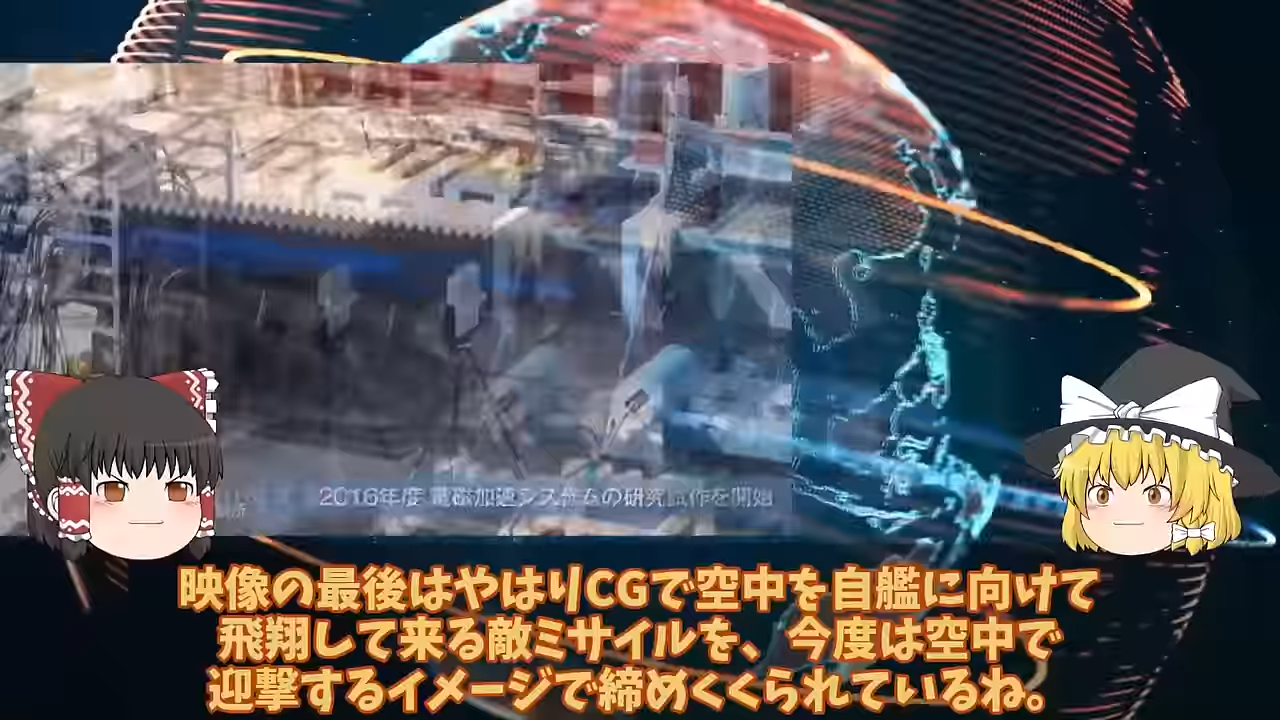 2016年度 電磁加速システムの研究試作を開始
映像の最後はやはりCGで空中を自艦に向けて
飛翔して来る敵ミサイルを、今度は空中で
迎撃するイメージで締めくくられているね。